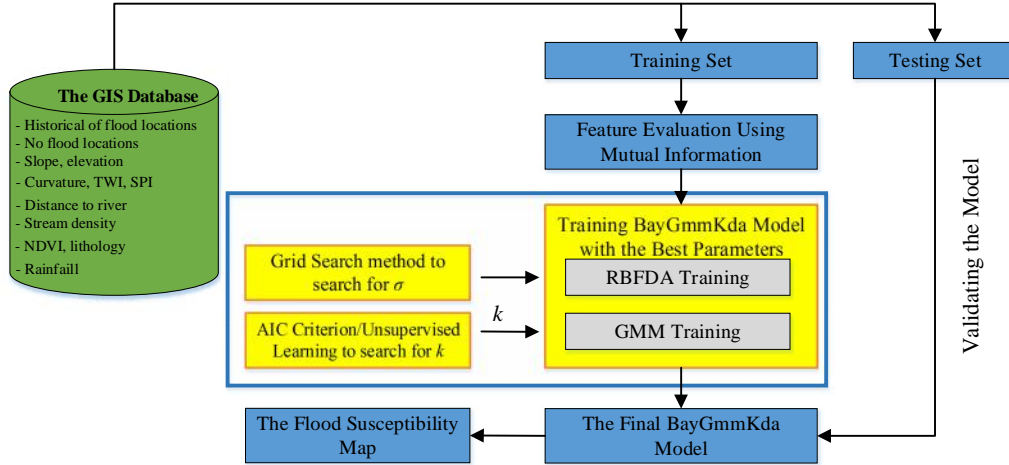 Training Set
Testing Set
The GIS Database
- Historical of flood locations
- No flood locations
- Slope, elevation
- Curvature, TWI, SPI
- Distance to river
- Stream density
- NDVI, lithology
- Rainfaill
Feature Evaluation Using
Mutual Information
Training BayGmmKda Model
with the Best Parameters
Grid Search method to
search for σ
RBFDA Training
AIC Criterion/Unsupervised
Learning to search for k
k
GMM Training
Validating the Model
The Flood Susceptibility
Map
The Final BayGmmKda
Model